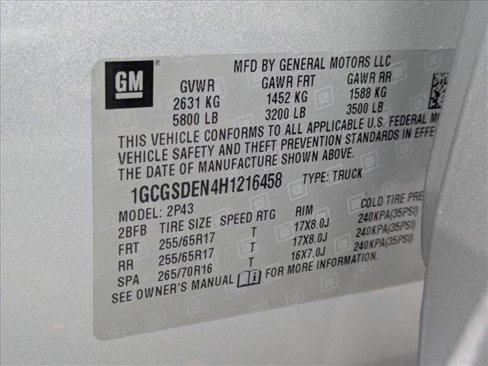 GM
MFD BY GENERAL MOTORS LLC
GVWR GAWR FRT GAWR RR
2631 KG 1452 KG 1588 KG
5800 LB 3200 LB 3500 LB
THIS VEHICLE CONFORMS TO ALL APPLICABLE U.S. FEDERAL
VEHICLE SAFETY AND THEFT PREVENTION STANDARDS IN EFFE
THE DATE OF MANUFACTURE SHOWN ABOVE.
1GCGSDEN4H1216458 TYPE: TRUCK
MODEL: 2P43 COLD TIRE PRE
2BFB TIRE SIZE SPEED RTG RIM 240KPA(35PSI)
FRT 255/65R17 T 17X8.0J 240KPA(35PSI)
RR 255/65R17 T 17X8.0J 240KPA(35PSI)
SPA 265/70R16 T 16X7.0J
SEE OWNER'S MANUAL FOR MORE INFORMATION.